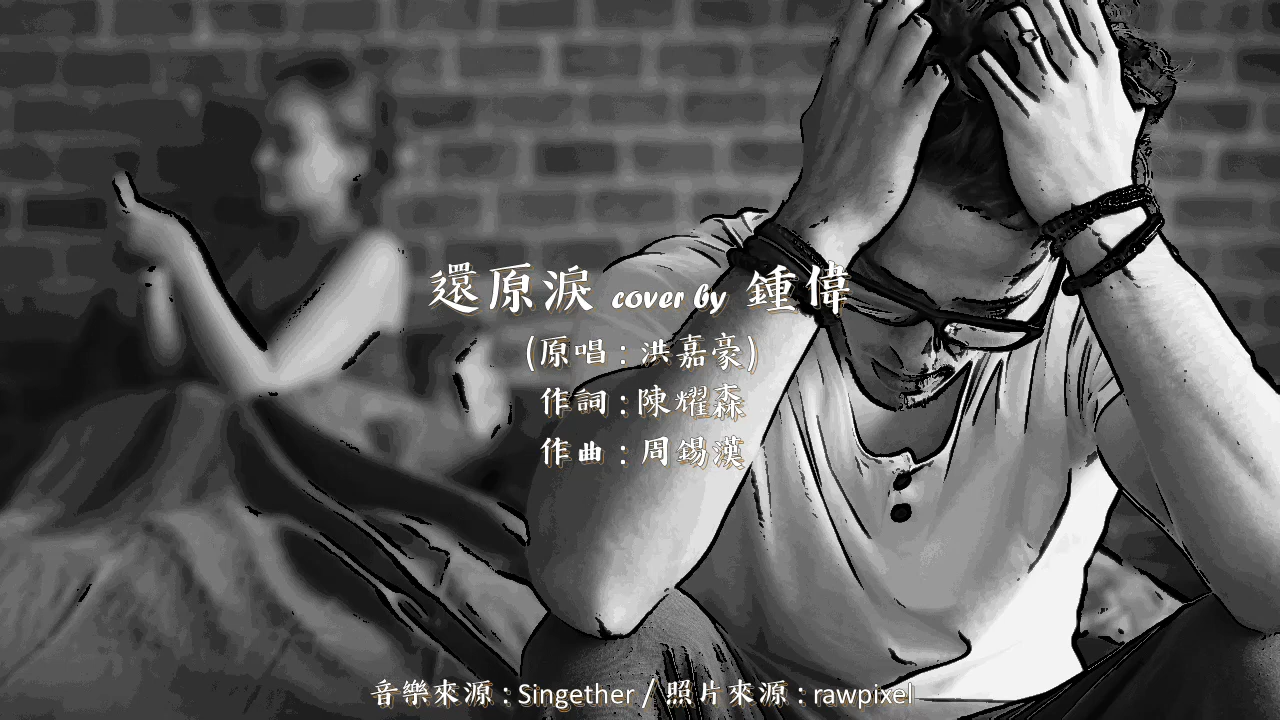 還原淚 cover by 鍾偉
(原唱：洪嘉豪)
作詞：陳耀森
作曲：周錫漢
音樂來源：Singether / 照片來源：rawpixel